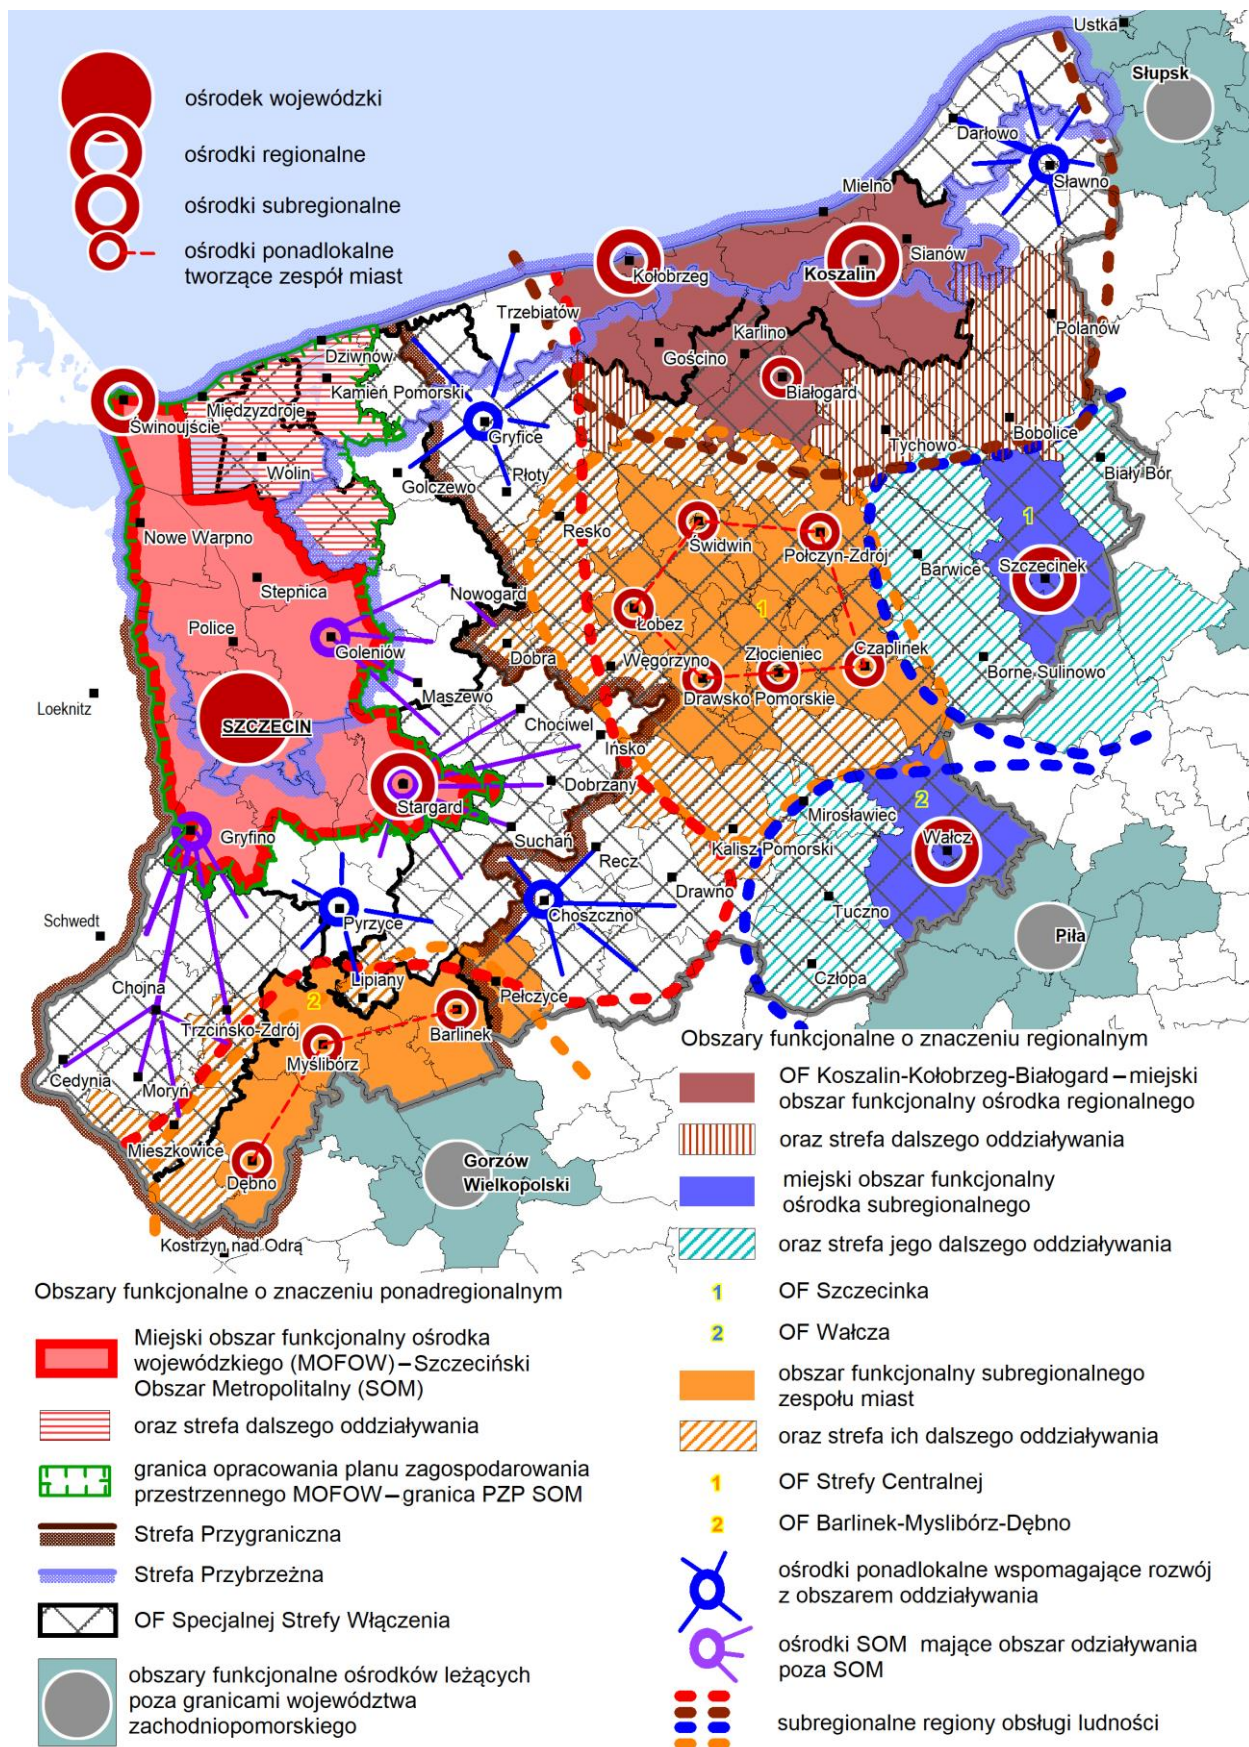 ośrodek wojewódzki
ośrodki regionalne
ośrodki subregionalne
ośrodki ponadlokalne
tworzące zespół miast
Ustka
Słupsk
Darłowo
Sławno
Mielno
Sianów
Kołobrzeg
Koszalin
Polanów
Trzebiatów
Dziwnów
Karlino
Gościno
Kamień Pomorski
Białogard
Międzyzdroje
Świnoujście
Gryfice
Tychowo
Bobolice
Wolin
Golczewo
Płoty
Biały Bór
Resko
1
Nowe Warpno
Świdwin
Połczyn-Zdrój
Barwice
Szczecinek
Stepnica
Nowogard
1
Łobez
Police
Goleniów
Dobra
Węgorzyno
Złocieniec
Czaplinek
Borne Sulinowo
Loeknitz
Maszewo
Drawsko Pomorskie
SZCZECIN
Chociwel
Ińsko
Stargard
Dobrzany
2
Mirosławiec
Gryfino
Suchań
Kalisz Pomorski
Wałcz
Recz
Drawno
Schwedt
Pyrzyce
Choszczno
Tuczno
Piła
Człopa
Chojna
Lipiany
Pełczyce
2
Trzcińsko-Zdrój
Barlinek
Myślibórz
Cedynia
Moryń
Mieszkowice
Dębno
Gorzów
Wielkopolski
Kostrzyn nad Odrą
Obszary funkcjonalne o znaczeniu ponadregionalnym
Miejski obszar funkcjonalny ośrodka
wojewódzkiego (MOFOW) – Szczeciński
Obszar Metropolitalny (SOM)
oraz strefa dalszego oddziaływania
granica opracowania planu zagospodarowania
przestrzennego MOFOW – granica PZP SOM
Strefa Przygraniczna
Strefa Przybrzeżna
OF Specjalnej Strefy Włączenia
obszary funkcjonalne ośrodków leżących
poza granicami województwa
zachodniopomorskiego
Obszary funkcjonalne o znaczeniu regionalnym
OF Koszalin-Kołobrzeg-Białogard – miejski
obszar funkcjonalny ośrodka regionalnego
oraz strefa dalszego oddziaływania
miejski obszar funkcjonalny
ośrodka subregionalnego
oraz strefa jego dalszego oddziaływania
1 OF Szczecinka
2 OF Wałcza
obszar funkcjonalny subregionalnego
zespołu miast
oraz strefa ich dalszego oddziaływania
1 OF Strefy Centralnej
2 OF Barlinek-Myslibórz-Dębno
ośrodki ponadlokalne wspomagające rozwój
z obszarem oddziaływania
ośrodki SOM mające obszar odziaływania
poza SOM
subregionalne regiony obsługi ludności